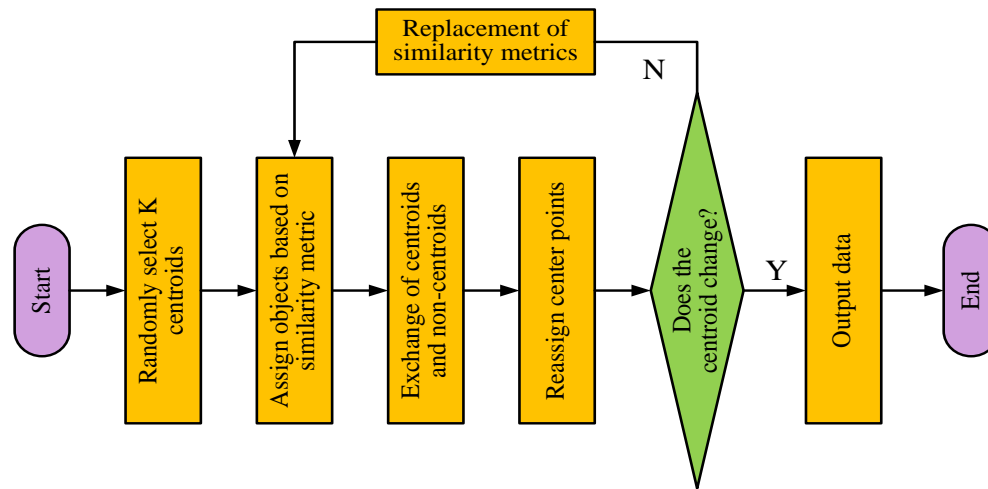 Replacement of
similarity metrics
N
Start
Randomly select K
centroids
Assign objects based on
similarity metric
Exchange of centroids
and non-centroids
Reassign center points
Does the
centroid change?
Y
Output data
End